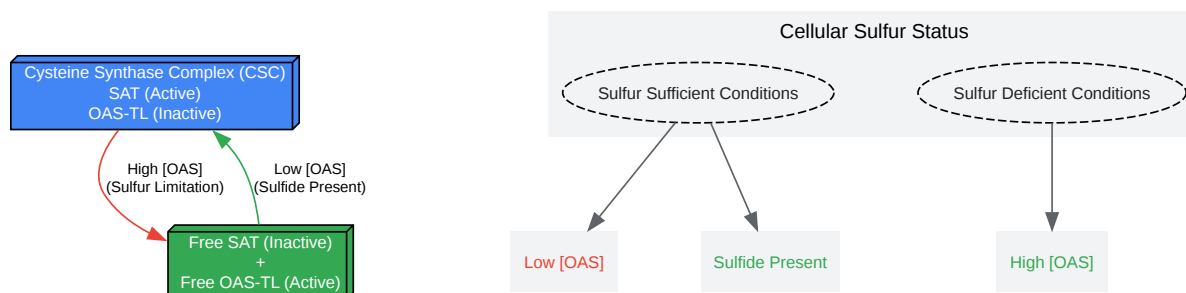 Cysteine Synthase Complex (CSC)
SAT (Active)
OAS-TL (Inactive)
High [OAS]
(Sulfur Limitation)
Low [OAS]
(Sulfide Present)
Free SAT (Inactive)
+
Free OAS-TL (Active)
Cellular Sulfur Status
Sulfur Sufficient Conditions
Sulfur Deficient Conditions
Low [OAS]
Sulfide Present
High [OAS]